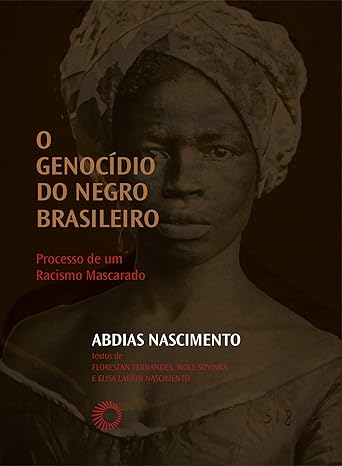 O
GENOCÍDIO
DO NEGRO
BRASILEIRO
Processo de um
Racismo Mascarado
ABDIAS NASCIMENTO
textos de
FLORESTAN FERNANDES, WOLE SOYINKA
E ELISA LARKIN NASCIMENTO
518